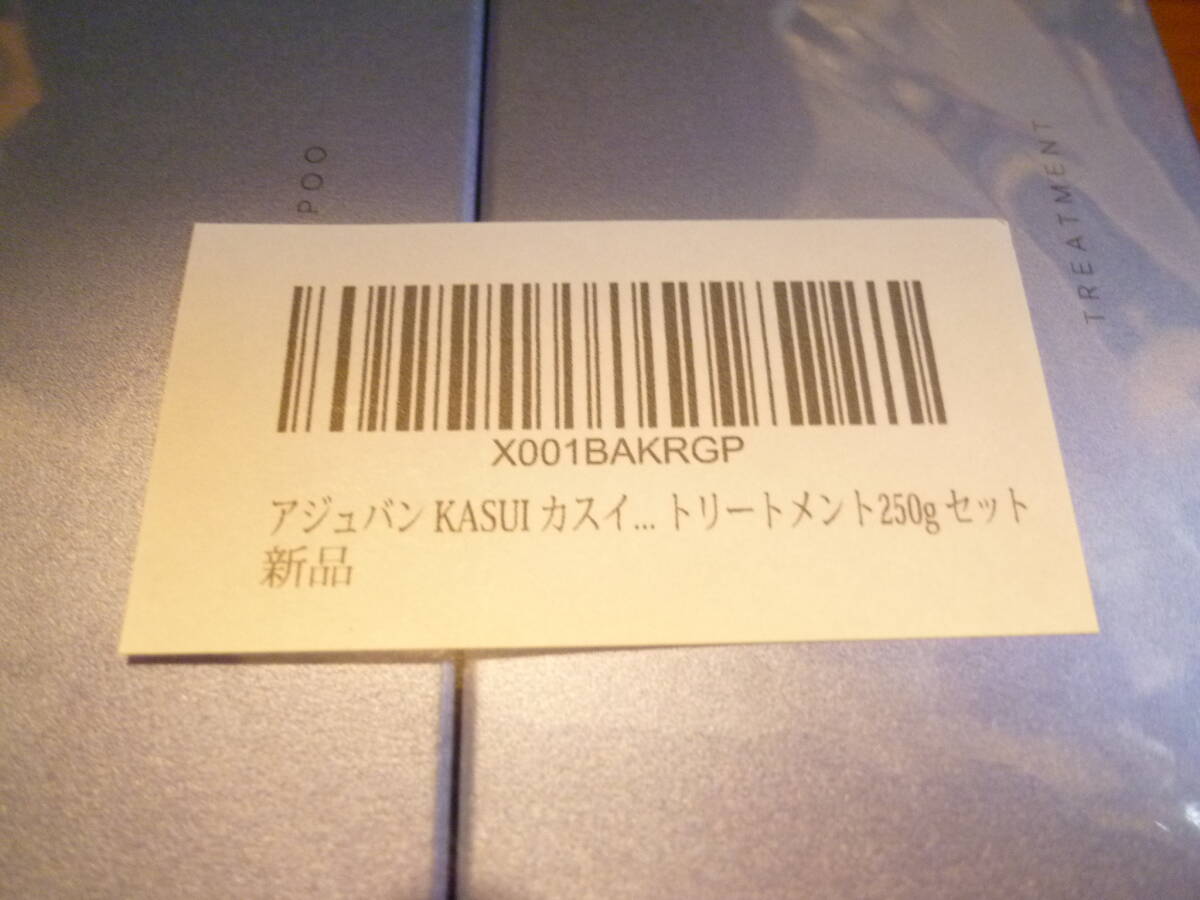 POO
TREATMENT
X001BAKRGP
アジュバン KASUI カスイ... トリートメント250g セット
新品